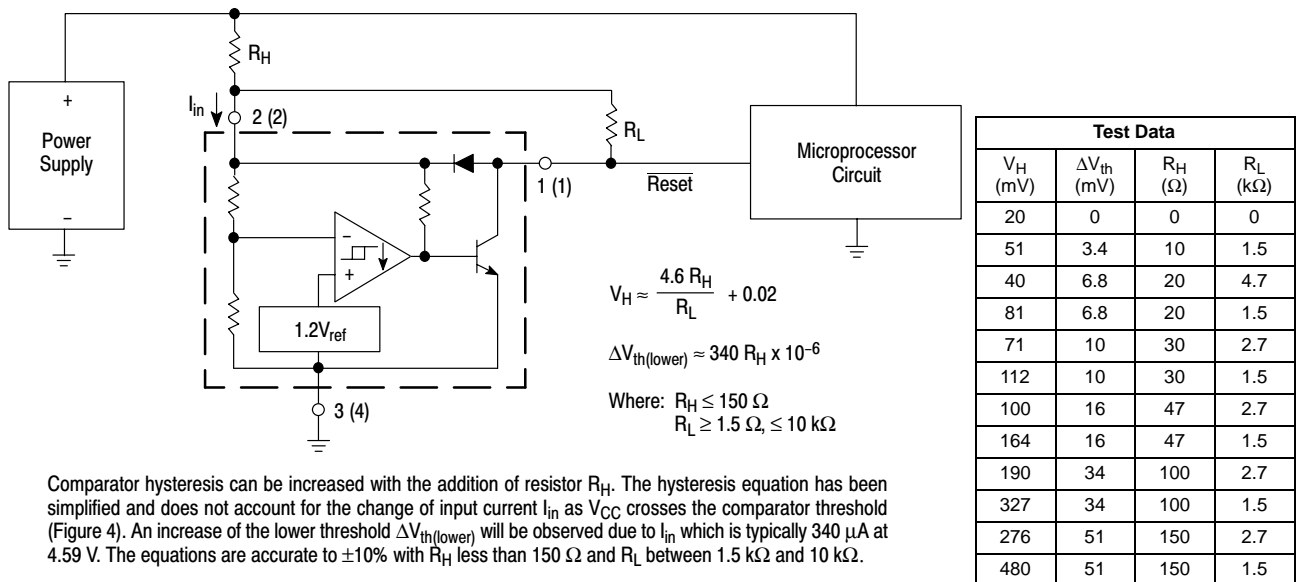 R_H
I_in
2 (2)
+
Power
Supply
−
R_L
1 (1)
Reset
Microprocessor
Circuit
−
+
1.2V_ref
3 (4)
V_H ≈ 4.6 R_H / R_L + 0.02
ΔV_th(lower) ≈ 340 R_H x 10^−6
Where: R_H ≤ 150 Ω
R_L ≥ 1.5 Ω, ≤ 10 kΩ
Test Data
V_H (mV) ΔV_th (mV) R_H (Ω) R_L (kΩ)
20 0 0 0
51 3.4 10 1.5
40 6.8 20 4.7
81 6.8 20 1.5
71 10 30 2.7
112 10 30 1.5
100 16 47 2.7
164 16 47 1.5
190 34 100 2.7
327 34 100 1.5
276 51 150 2.7
480 51 150 1.5
Comparator hysteresis can be increased with the addition of resistor R_H. The hysteresis equation has been
simplified and does not account for the change of input current I_in as V_CC crosses the comparator threshold
(Figure 4). An increase of the lower threshold ΔV_th(lower) will be observed due to I_in which is typically 340 μA at
4.59 V. The equations are accurate to ±10% with R_H less than 150 Ω and R_L between 1.5 kΩ and 10 kΩ.